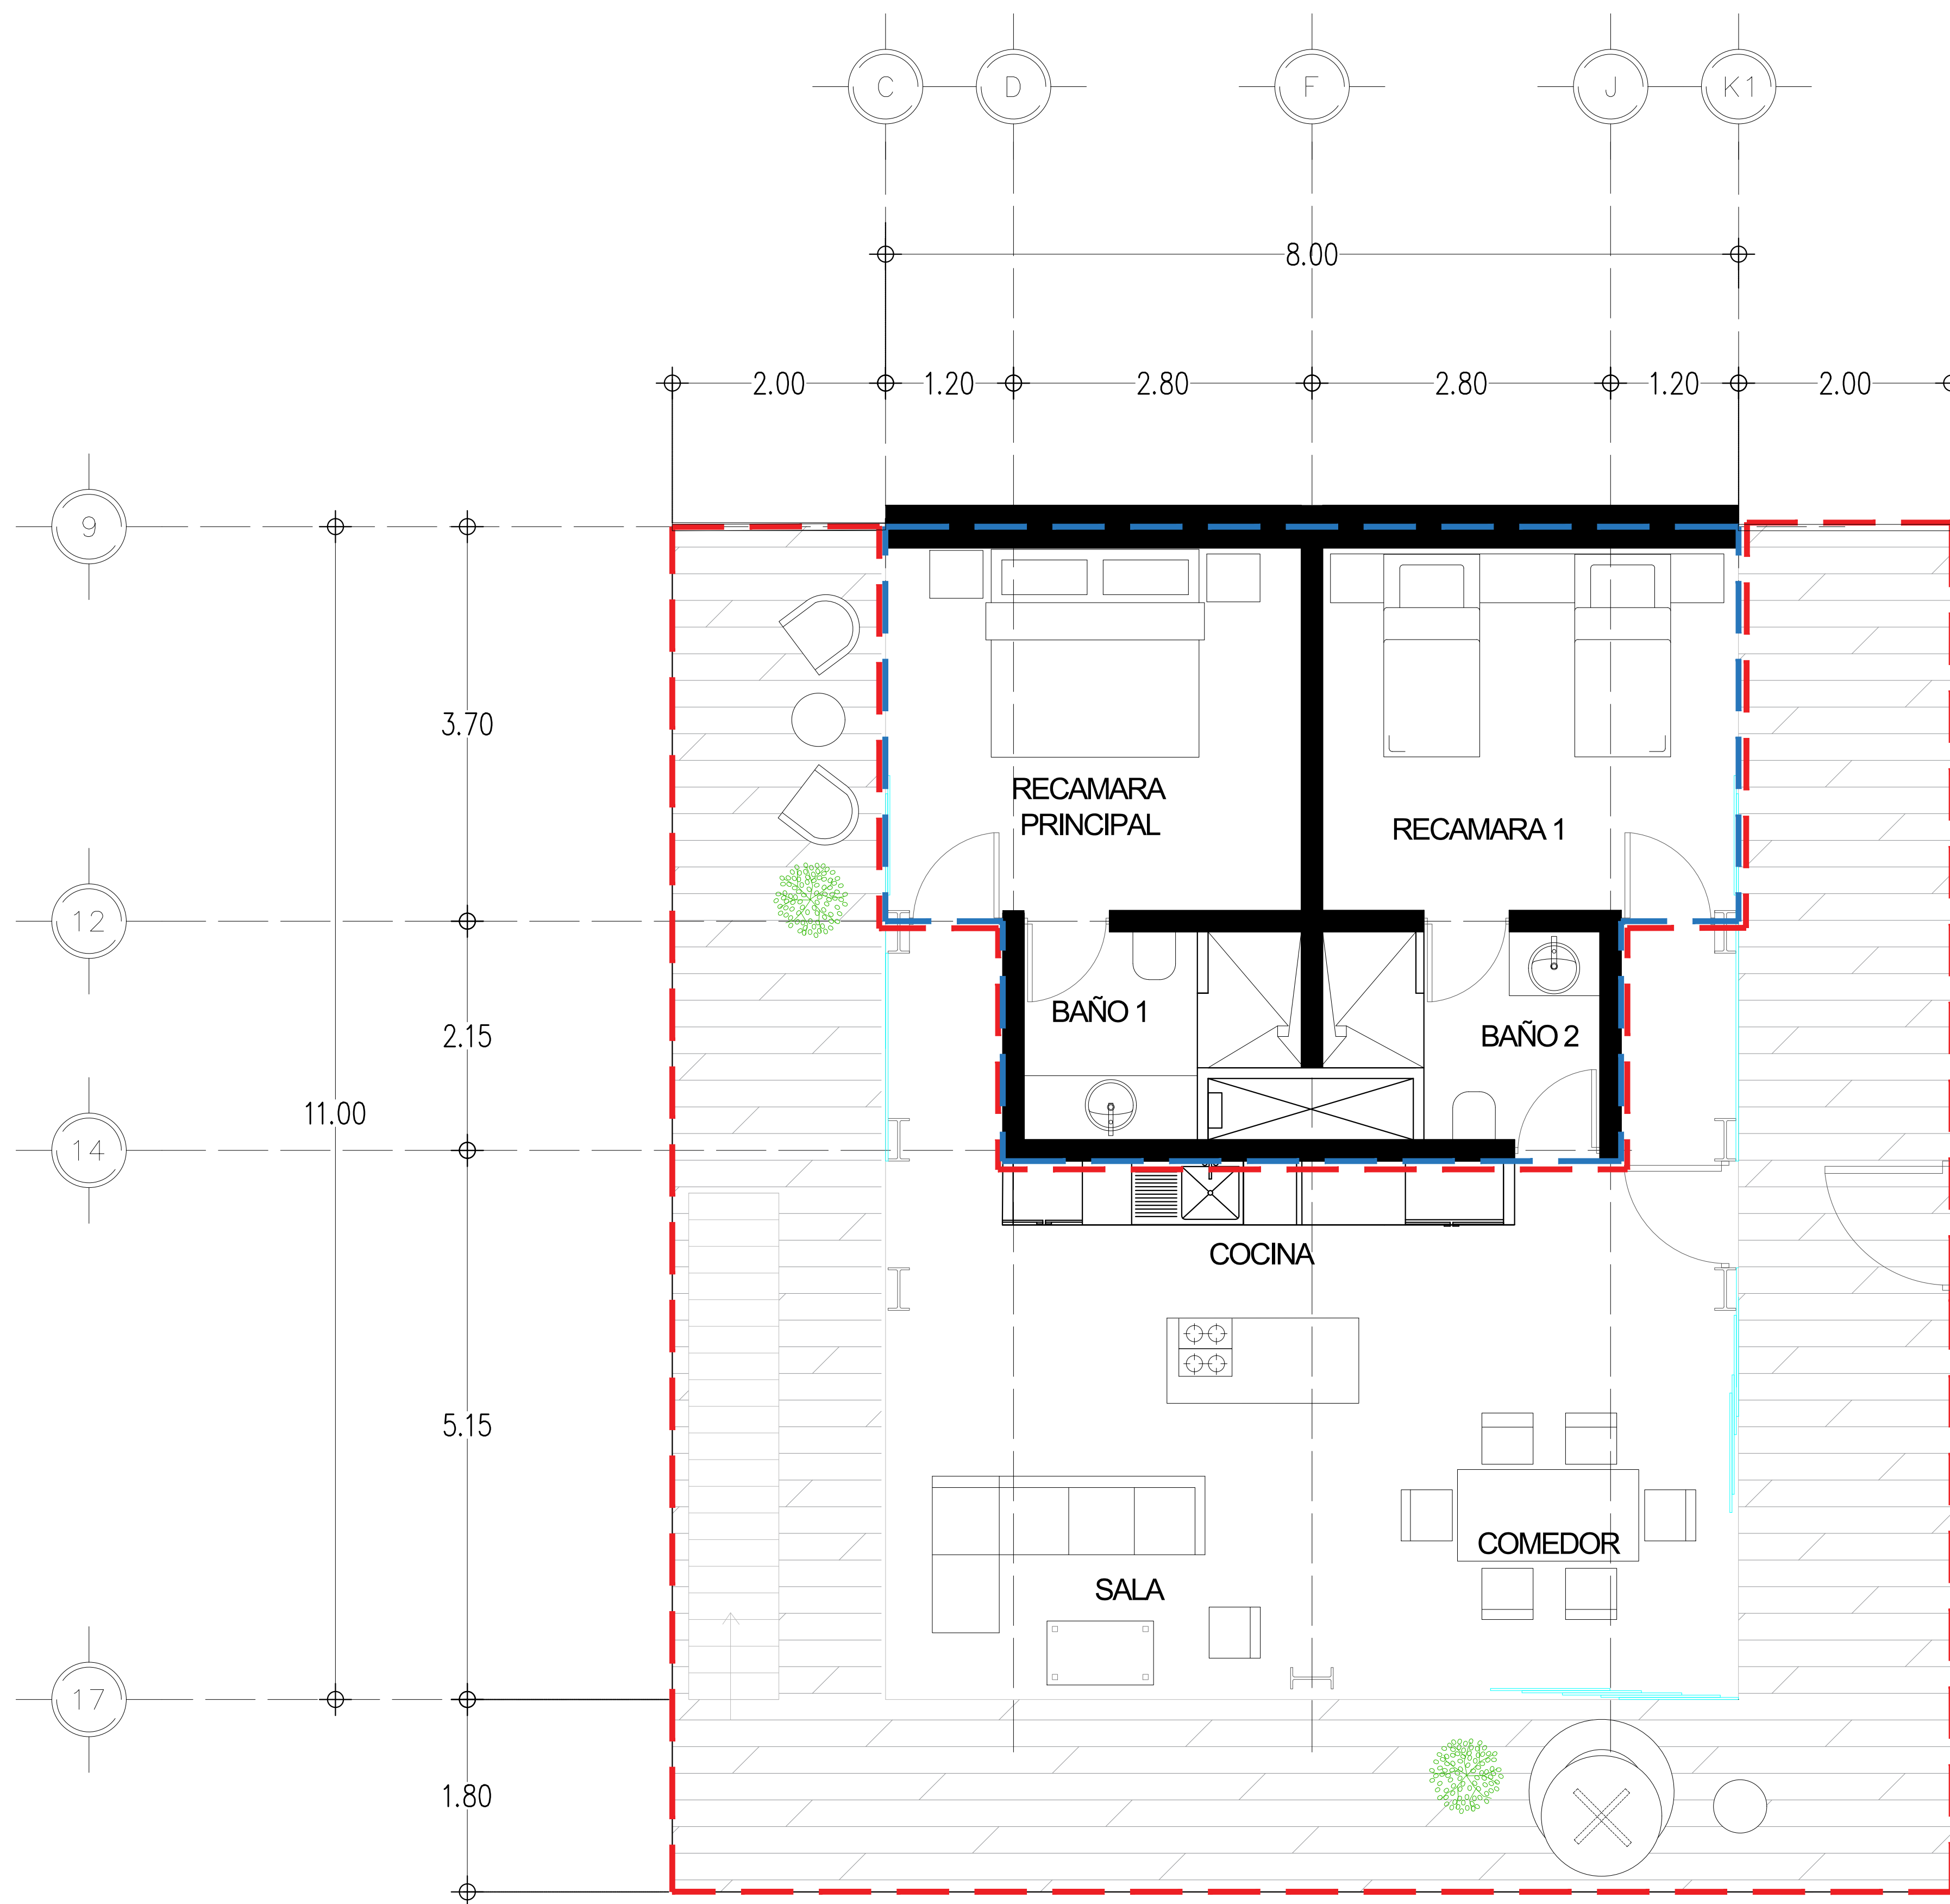 C D F J K1
8.00
2.00 1.20 2.80 2.80 1.20 2.00
9
3.70
RECAMARA
PRINCIPAL
RECAMARA 1
12
BAÑO 1
2.15
BAÑO 2
11.00
14
COCINA
5.15
COMEDOR
SALA
17
1.80